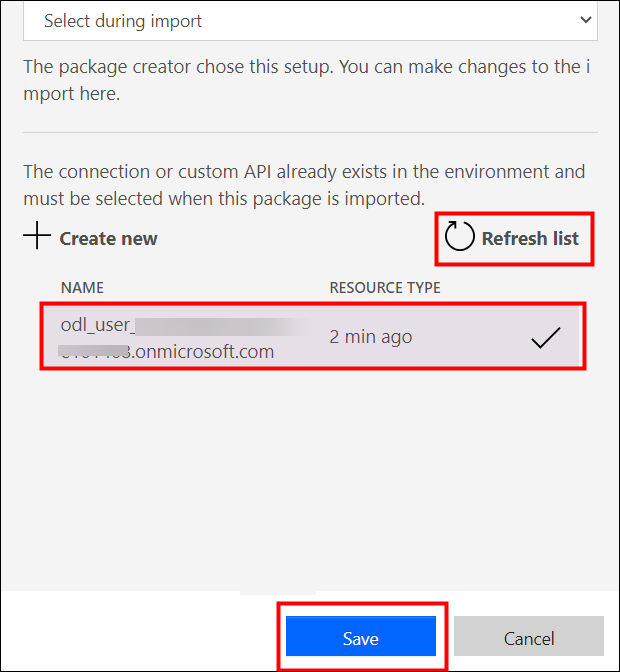 Select during import
The package creator chose this setup. You can make changes to the i
mport here.
The connection or custom API already exists in the environment and
must be selected when this package is imported.
Create new
Refresh list
NAME RESOURCE TYPE
odl_user_
.onmicrosoft.com
2 min ago
Save Cancel